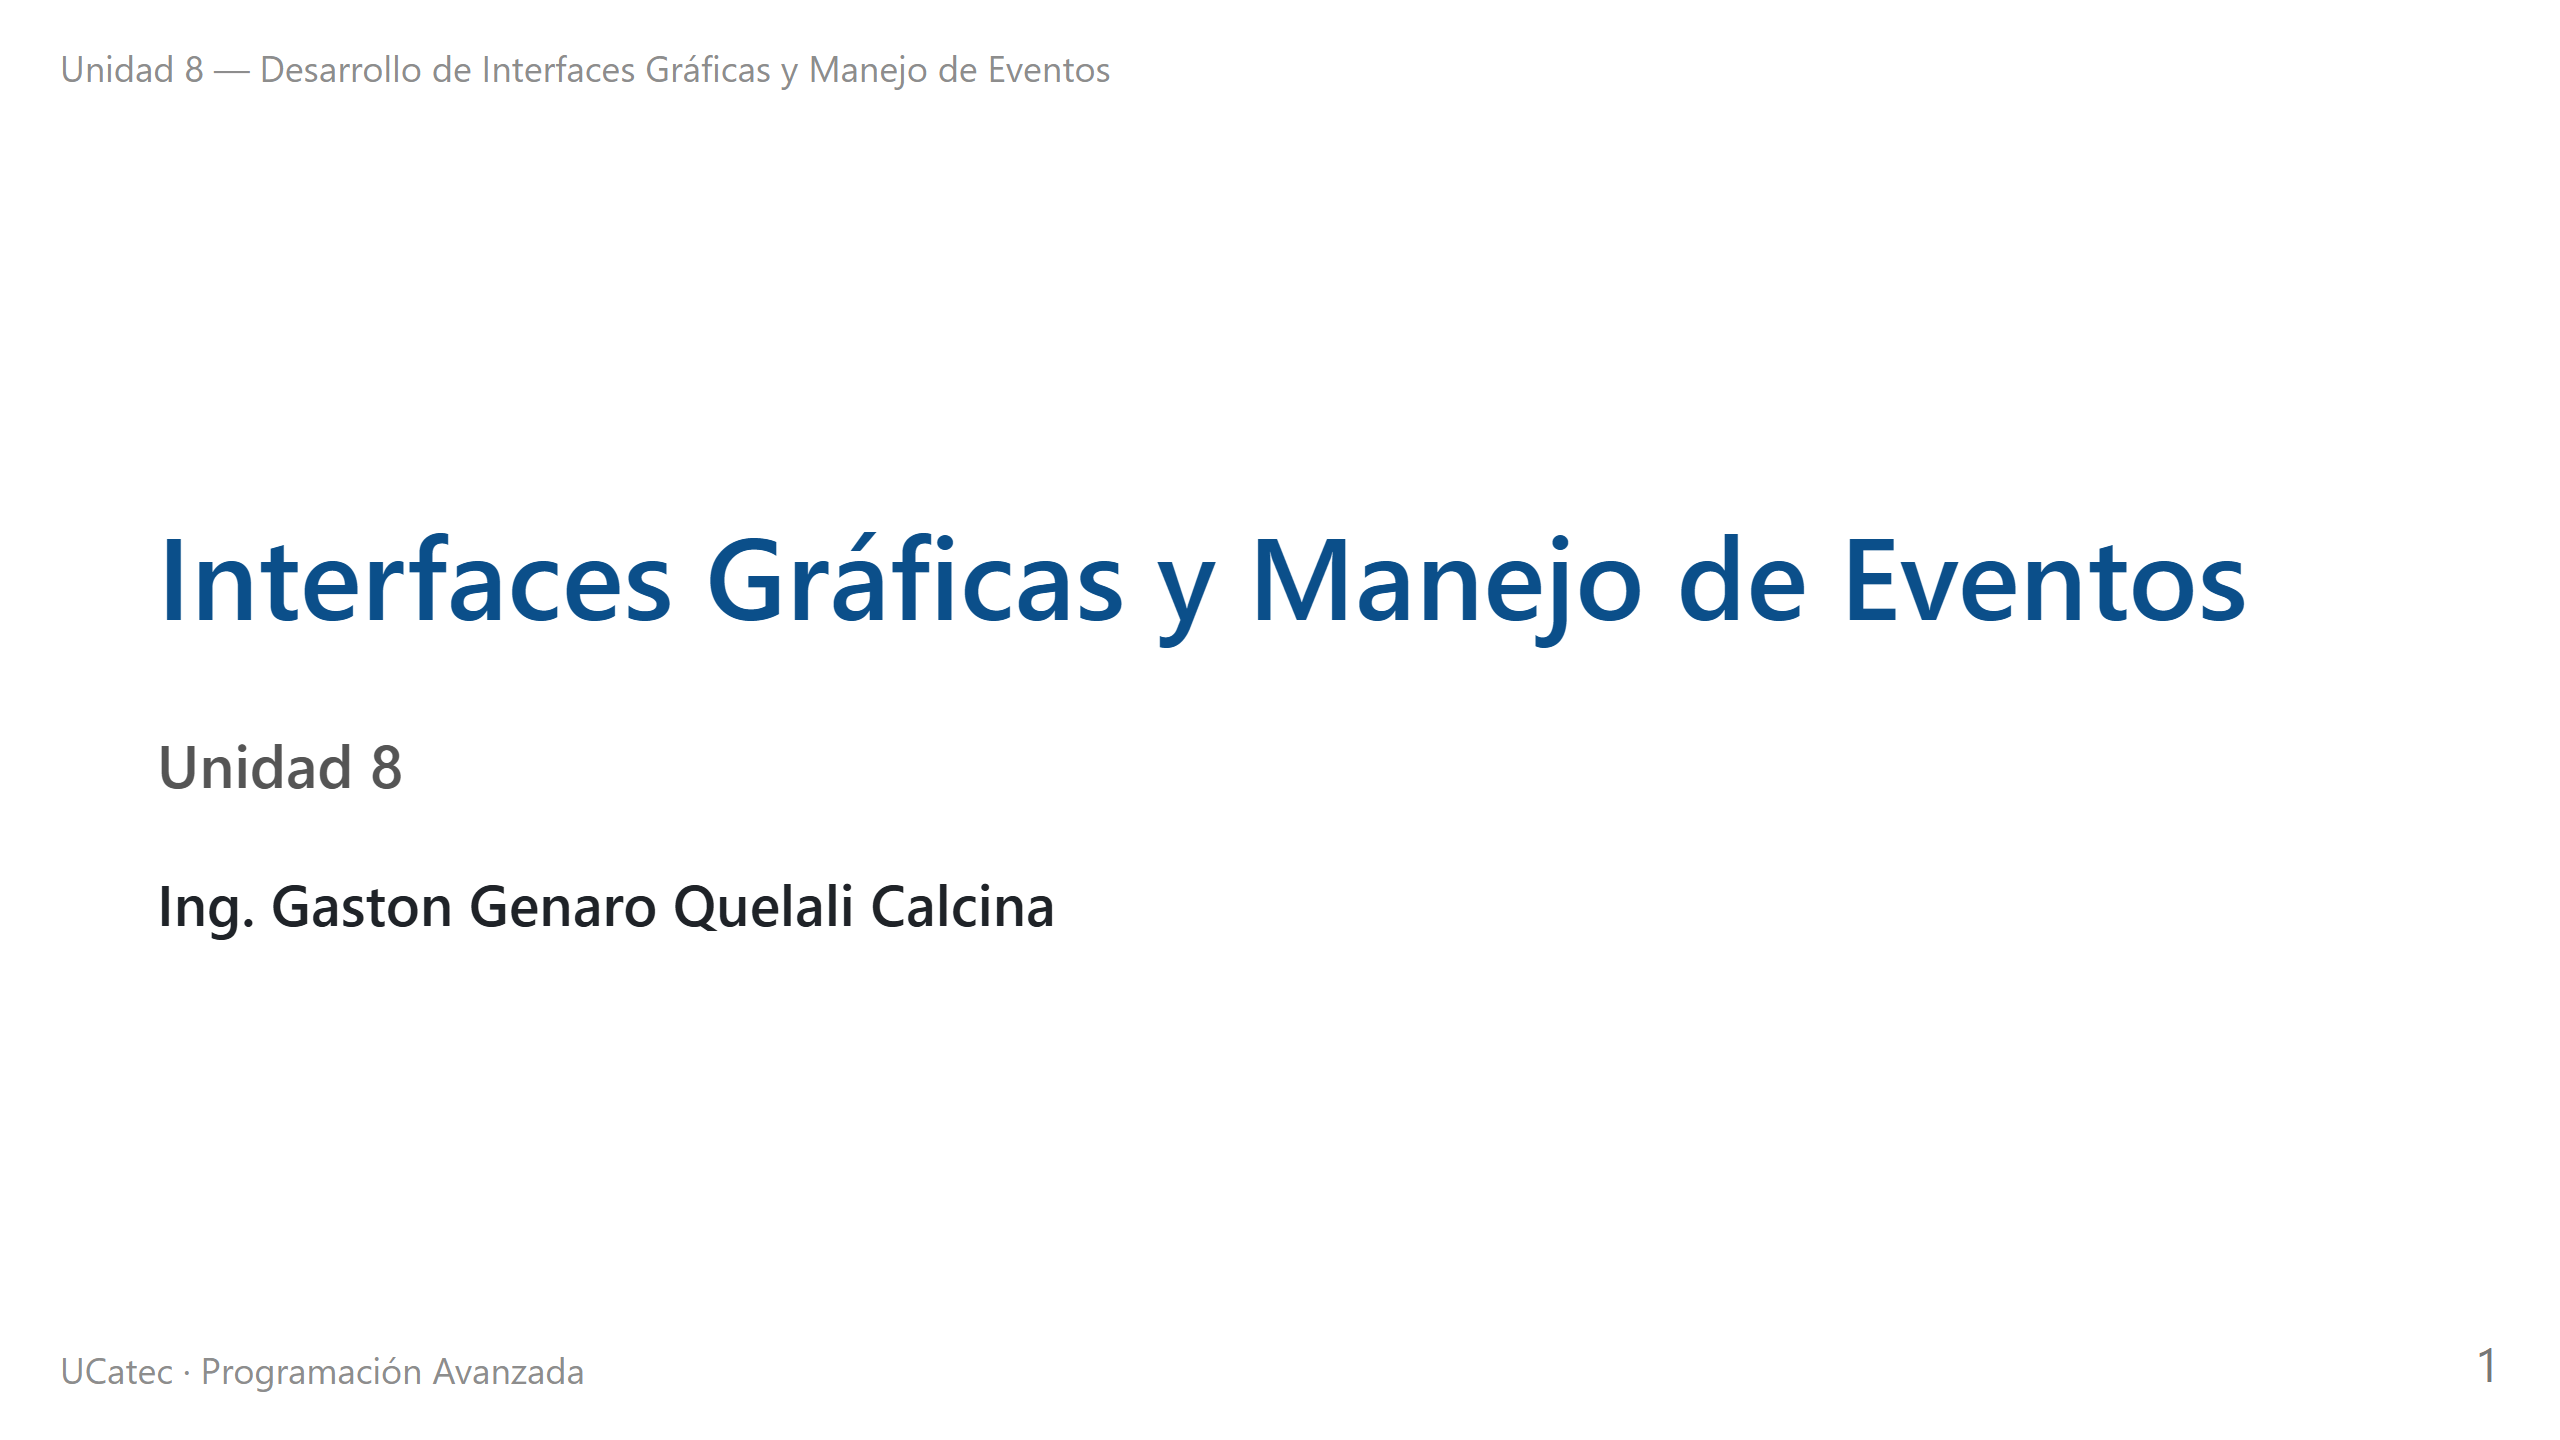 Unidad 8 — Desarrollo de Interfaces Gráficas y Manejo de Eventos
Interfaces Gráficas y Manejo de Eventos
Unidad 8
Ing. Gaston Genaro Quelali Calcina
UCatec · Programación Avanzada
1